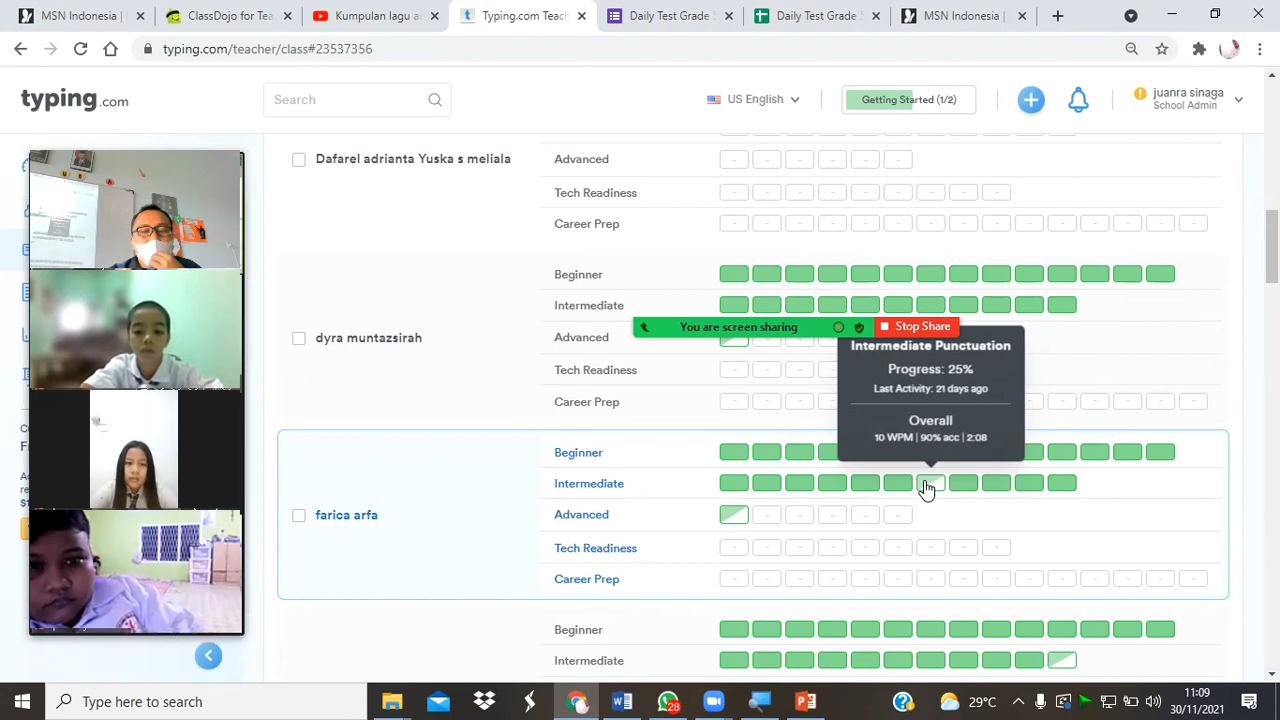 MSN Indonesia |
ClassDojo for Tea
Kumpulan lagu a
Typing.com Teach
Daily Test Grade
Daily Test Grade
MSN Indonesia |
typing.com/teacher/class#23537356
typing.com
Search
US English
Getting Started (1/2)
juanra sinaga
School Admin
Dafarel adrianta Yuska s meliala
Advanced
Tech Readiness
Career Prep
dyra muntazsirah
Beginner
Intermediate
Advanced
Tech Readiness
Career Prep
You are screen sharing
Stop Share
Intermediate Punctuation
Progress: 25%
Last Activity: 21 days ago
Overall
10 WPM | 90% acc | 2:08
farica arfa
Beginner
Intermediate
Advanced
Tech Readiness
Career Prep
Beginner
Intermediate
Type here to search
28
29°C
11:09
30/11/2021